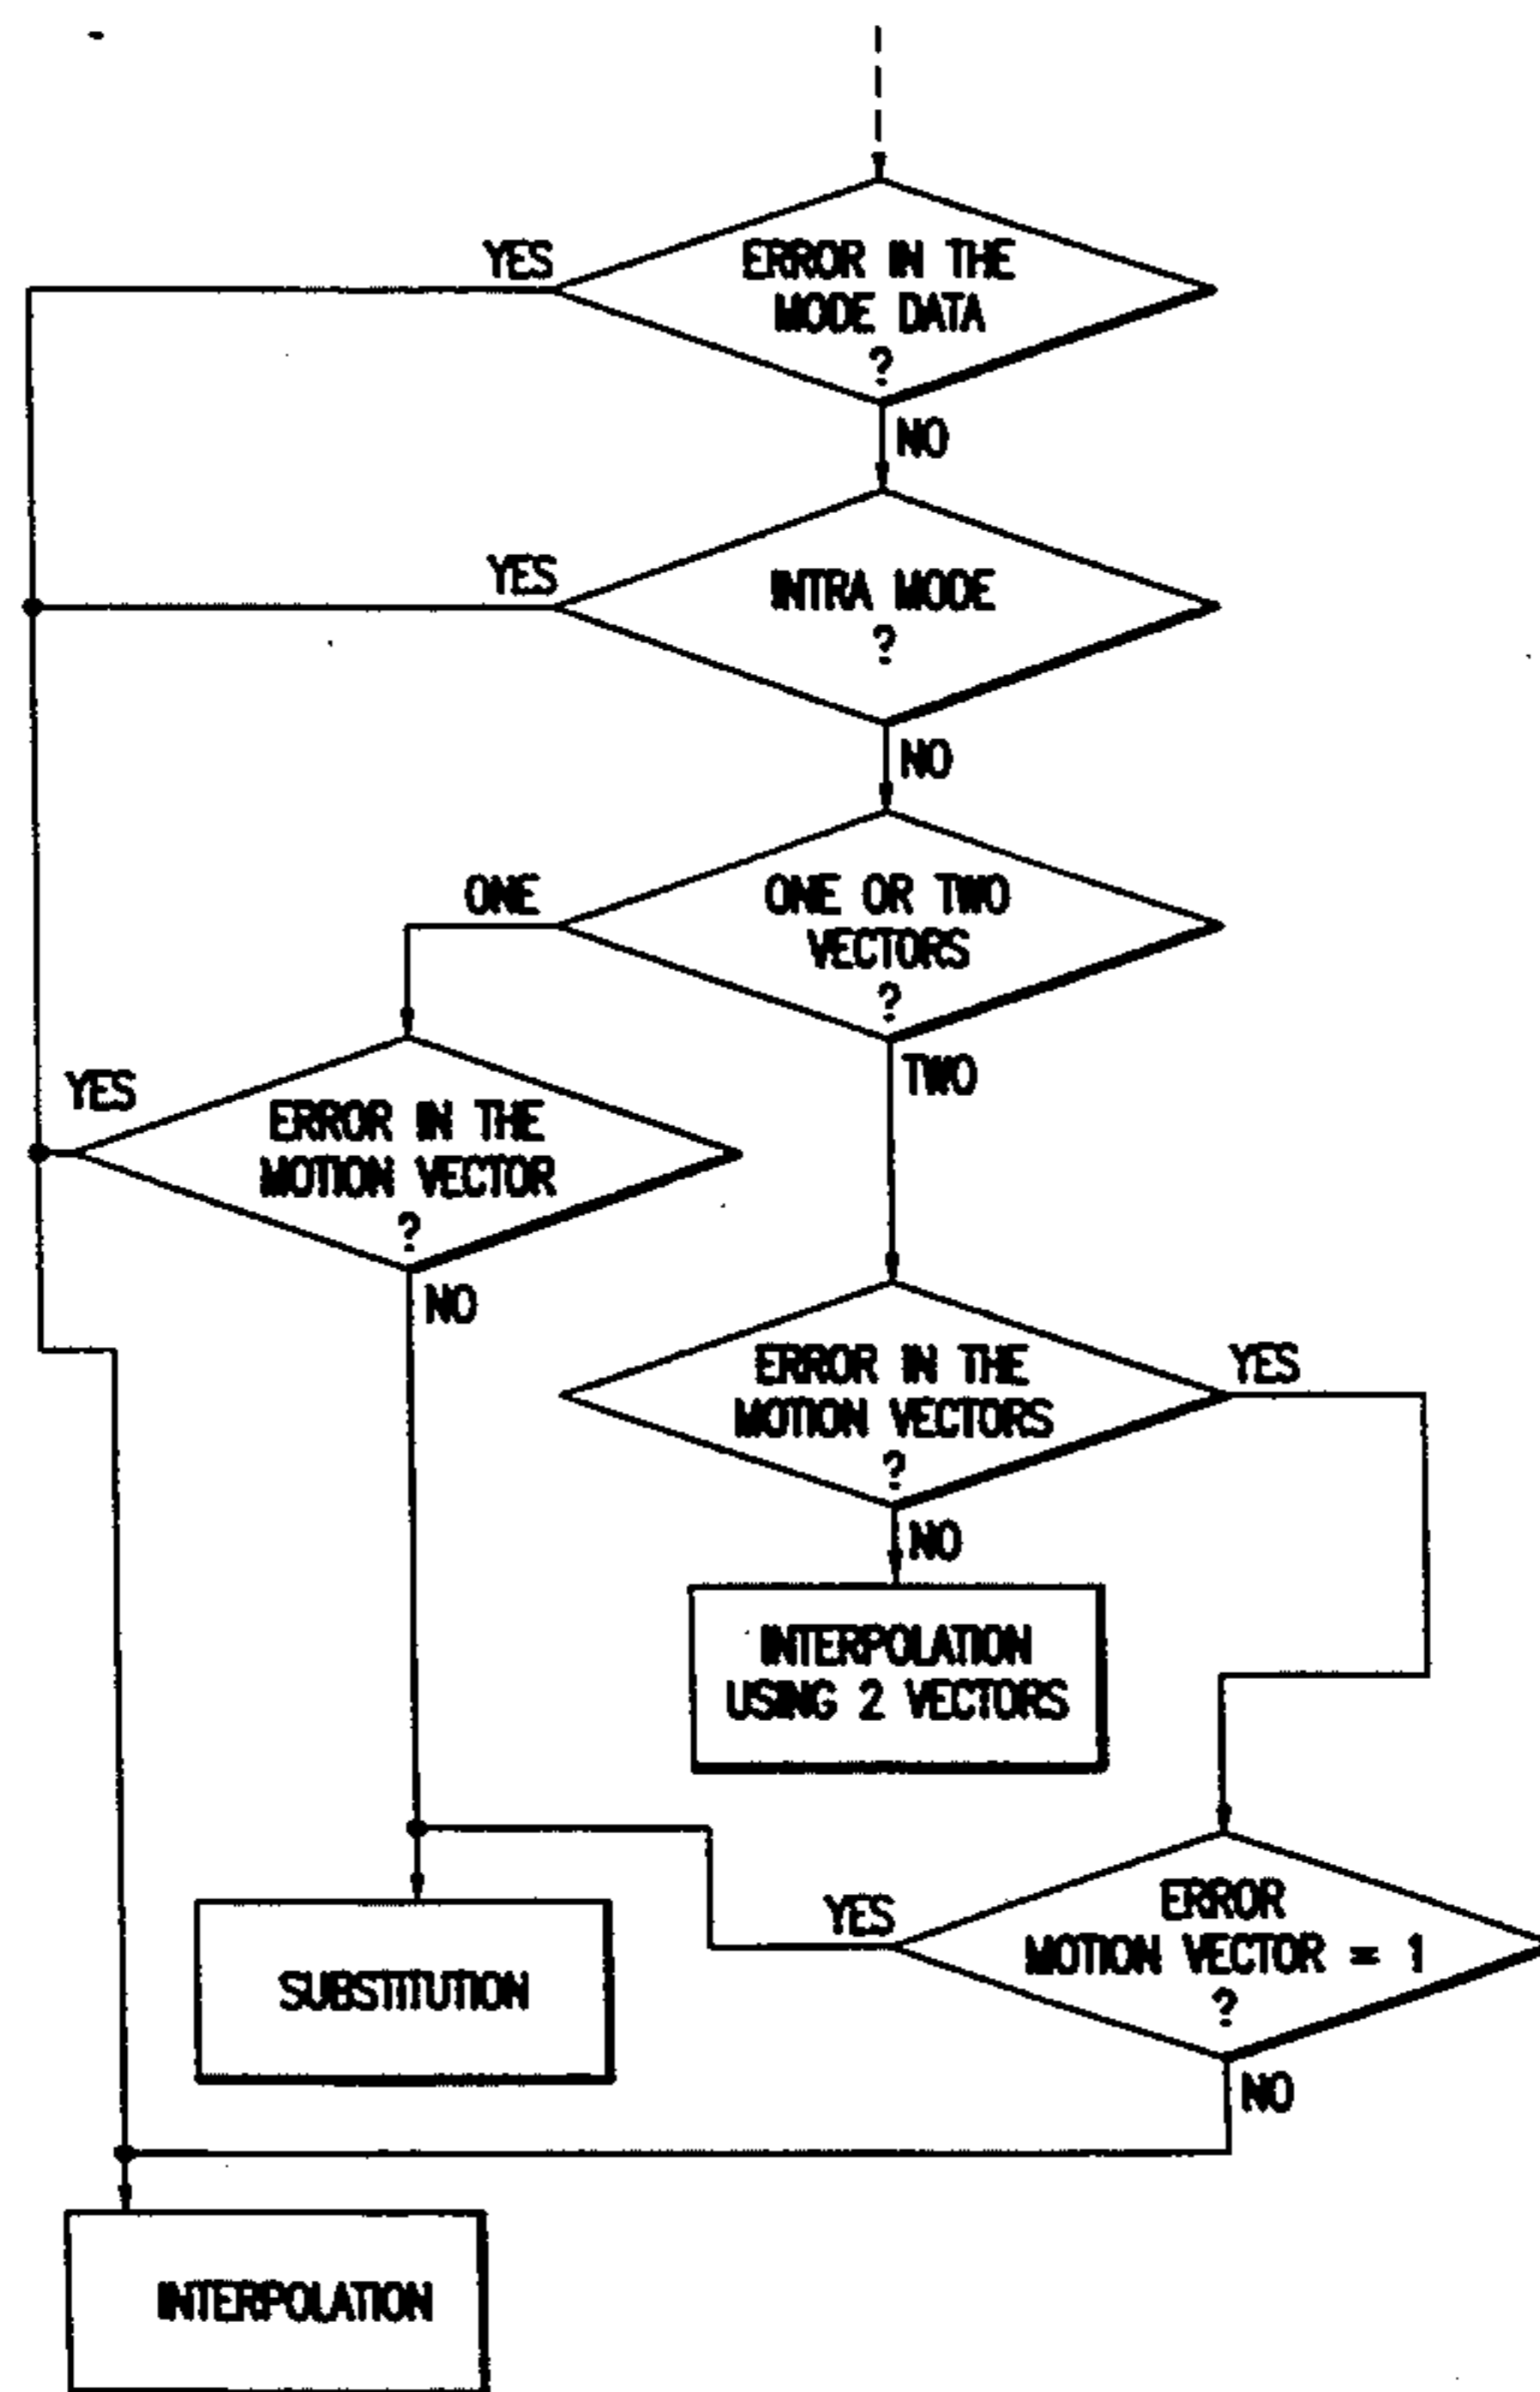 YES
ERROR IN THE
MODE DATA
?
NO
YES
INTRA MODE
?
NO
ONE
ONE OR TWO
VECTORS
?
TWO
YES
ERROR IN THE
MOTION VECTOR
?
NO
ERROR IN THE
MOTION VECTORS
?
YES
NO
INTERPOLATION
USING 2 VECTORS
YES
ERROR
MOTION VECTOR = 1
?
NO
SUBSTITUTION
INTERPOLATION